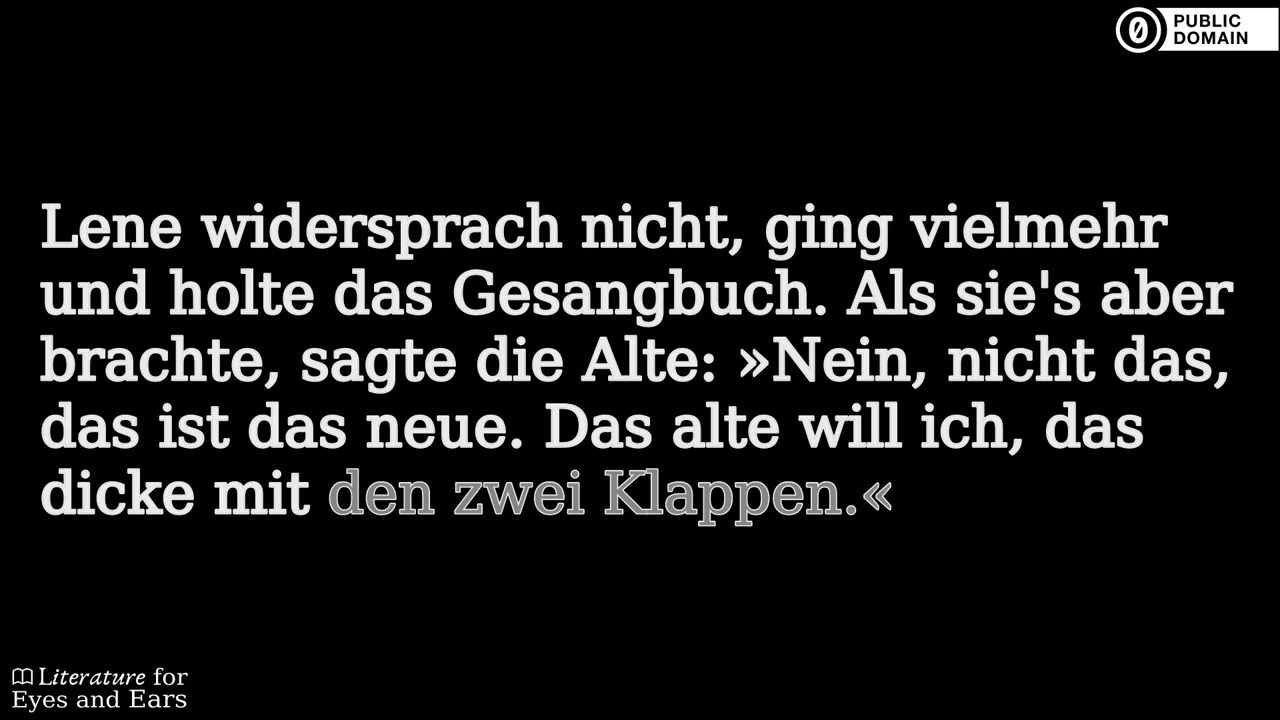 PUBLIC
DOMAIN
Lene widersprach nicht, ging vielmehr
und holte das Gesangbuch. Als sie's aber
brachte, sagte die Alte: »Nein, nicht das,
das ist das neue. Das alte will ich, das
dicke mit den zwei Klappen.«
Literature for
Eyes and Ears